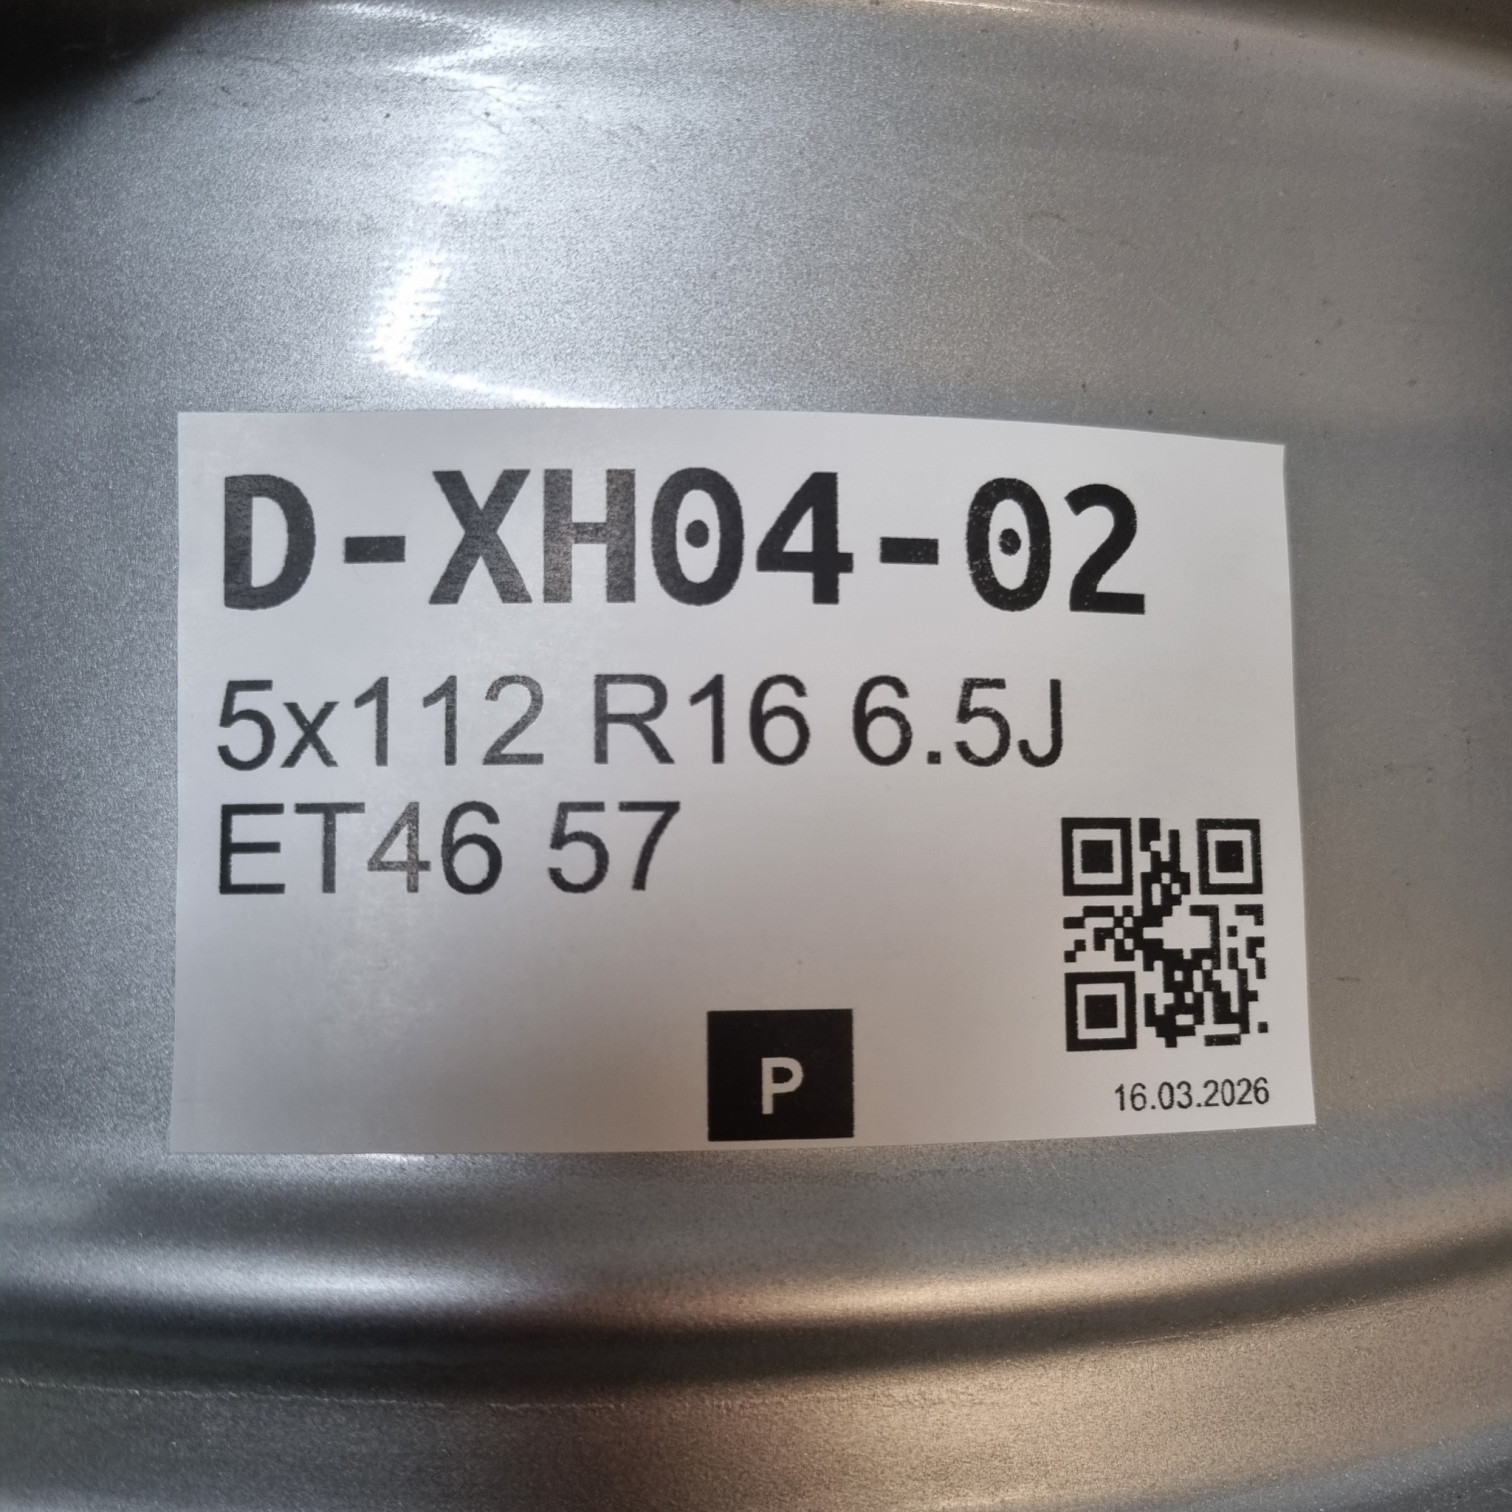 D-XH04-02
5x112 R16 6.5J
ET46 57
P
16.03.2026